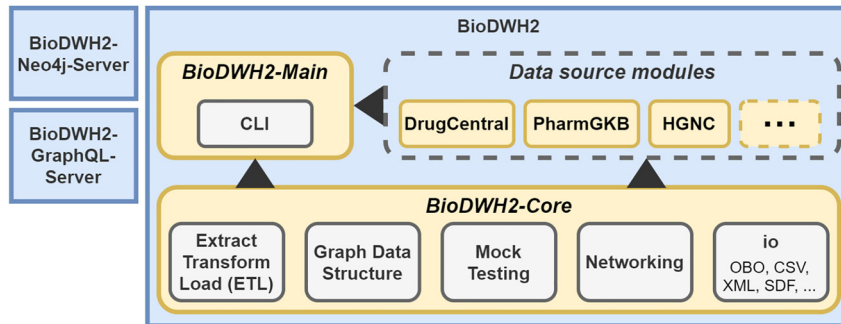 BioDWH2-
Neo4j-Server
BioDWH2-
GraphQL-
Server
BioDWH2
BioDWH2-Main
CLI
Data source modules
DrugCentral
PharmGKB
HGNC
...
BioDWH2-Core
Extract
Transform
Load (ETL)
Graph Data
Structure
Mock
Testing
Networking
io
OBO, CSV,
XML, SDF, ...